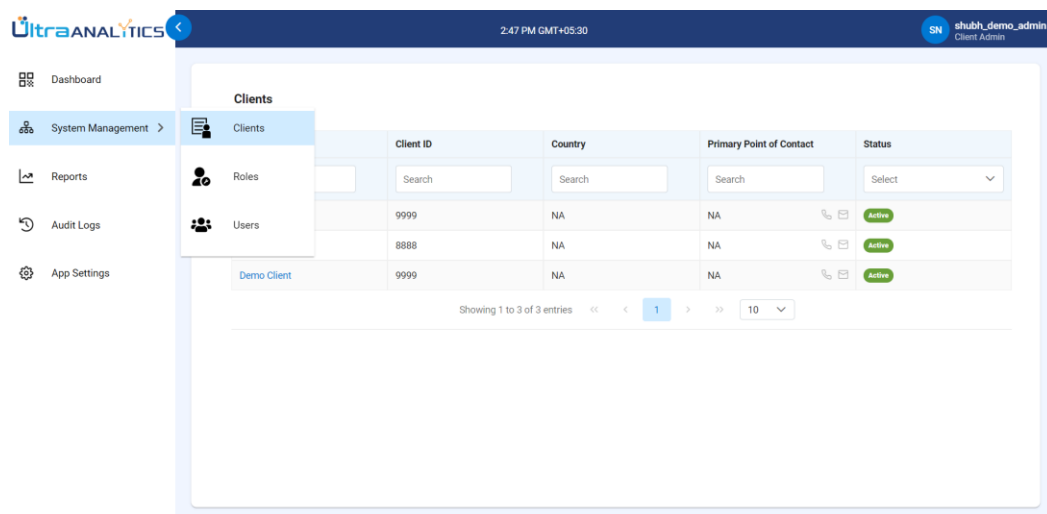 UltraANALYTICS
2:47 PM GMT+05:30
SN
shubh_demo_admin
Client Admin
Dashboard
System Management
Reports
Audit Logs
App Settings
Clients
Roles
Users
Clients
Client ID Country Primary Point of Contact Status
Search Search Search Select
9999 NA NA Active
8888 NA NA Active
Demo Client 9999 NA NA Active
Showing 1 to 3 of 3 entries << < 1 > >> 10